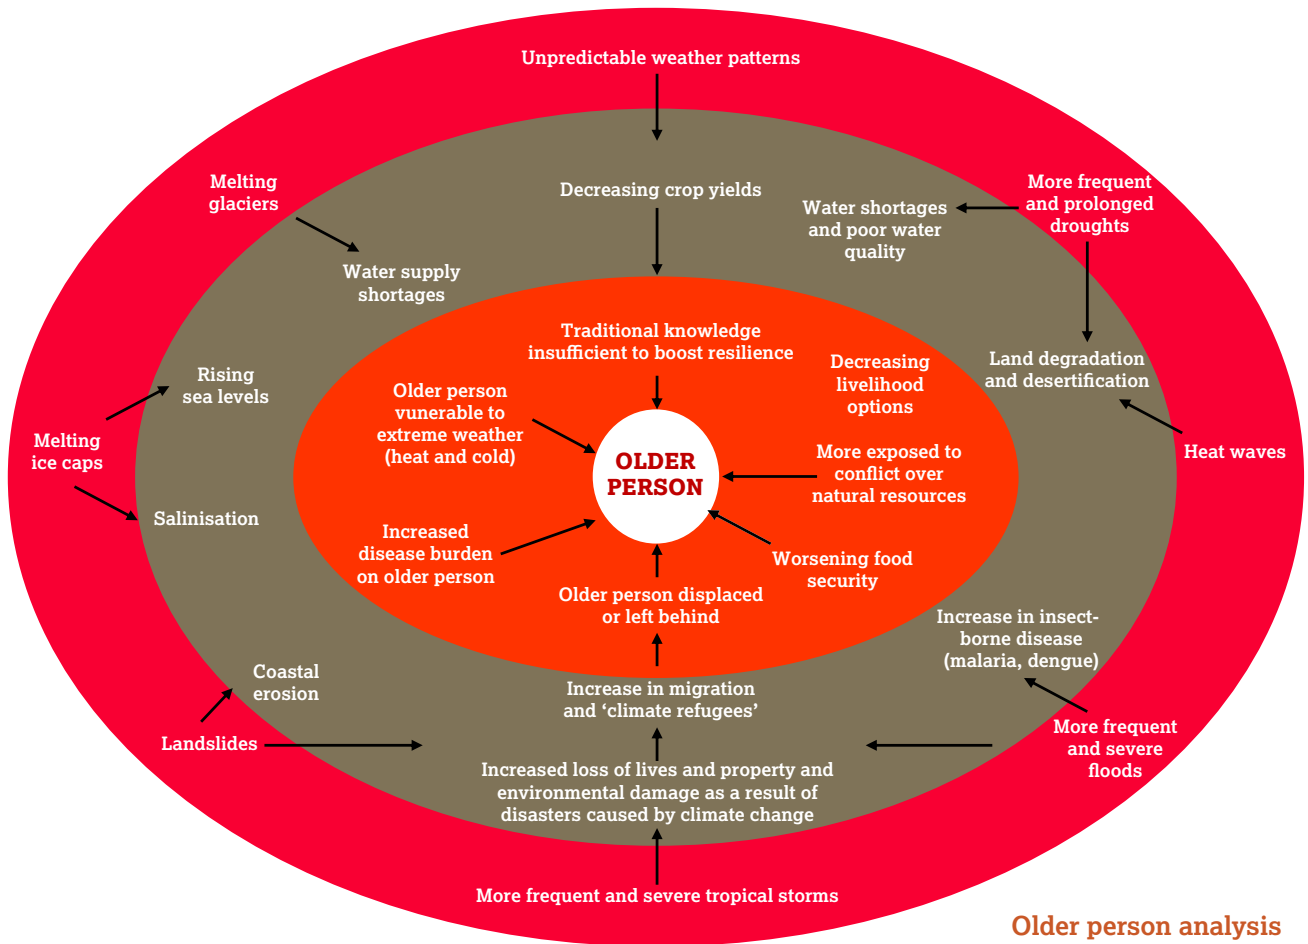 Unpredictable weather patterns
Melting
glaciers
Decreasing crop yields
Water shortages
and poor water
quality
More frequent
and prolonged
droughts
Water supply
shortages
Traditional knowledge
insufficient to boost resilience
Decreasing
livelihood
options
Land degradation
and desertification
Rising
sea levels
Older person
vunerable to
extreme weather
(heat and cold)
Melting
ice caps
OLDER
PERSON
More exposed to
conflict over
natural resources
Heat waves
Salinisation
Increased
disease burden
on older person
Worsening food
security
Older person displaced
or left behind
Increase in insect-
borne disease
(malaria, dengue)
Coastal
erosion
Increase in migration
and ‘climate refugees’
Landslides
More frequent
and severe
floods
Increased loss of lives and property and
environmental damage as a result of
disasters caused by climate change
More frequent and severe tropical storms
Older person analysis